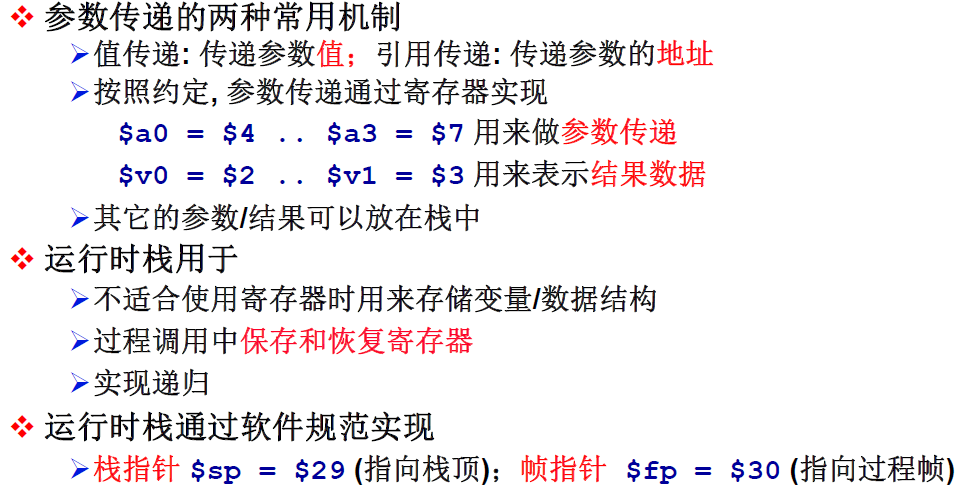 ❖ 参数传递的两种常用机制
➢值传递: 传递参数值；引用传递: 传递参数的地址
➢按照约定, 参数传递通过寄存器实现
$a0 = $4 .. $a3 = $7 用来做参数传递
$v0 = $2 .. $v1 = $3 用来表示结果数据
➢其它的参数/结果可以放在栈中
❖ 运行时栈用于
➢不适合使用寄存器时用来存储变量/数据结构
➢过程调用中保存和恢复寄存器
➢实现递归
❖ 运行时栈通过软件规范实现
➢栈指针 $sp = $29 (指向栈顶)；帧指针 $fp = $30 (指向过程帧)